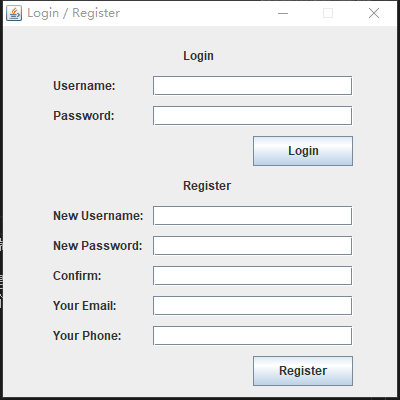 Login / Register
Login
Username:
Password:
Login
Register
New Username:
New Password:
Confirm:
Your Email:
Your Phone:
Register